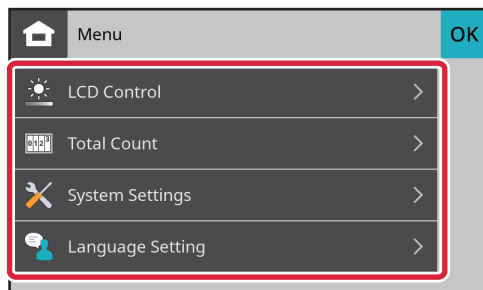 Menu
OK
LCD Control
Total Count
System Settings
Language Setting